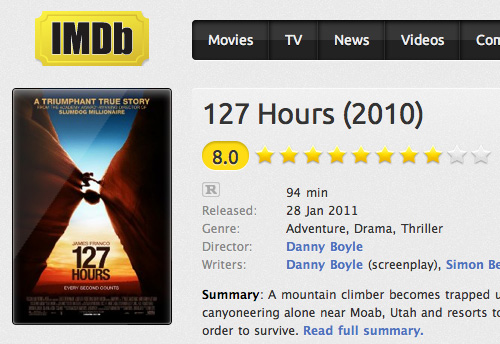 IMDb
Movies TV News Videos
A TRIUMPHANT TRUE STORY
FROM THE ACADEMY AWARD WINNING DIRECTOR OF
SLUMDOG MILLIONAIRE
JAMES FRANCO
127
HOURS
EVERY SECOND COUNTS
127 Hours (2010)
8.0
R 94 min
Released: 28 Jan 2011
Genre: Adventure, Drama, Thriller
Director: Danny Boyle
Writers: Danny Boyle (screenplay), Simon Be
Summary: A mountain climber becomes trapped u
canyoneering alone near Moab, Utah and resorts to
order to survive. Read full summary.